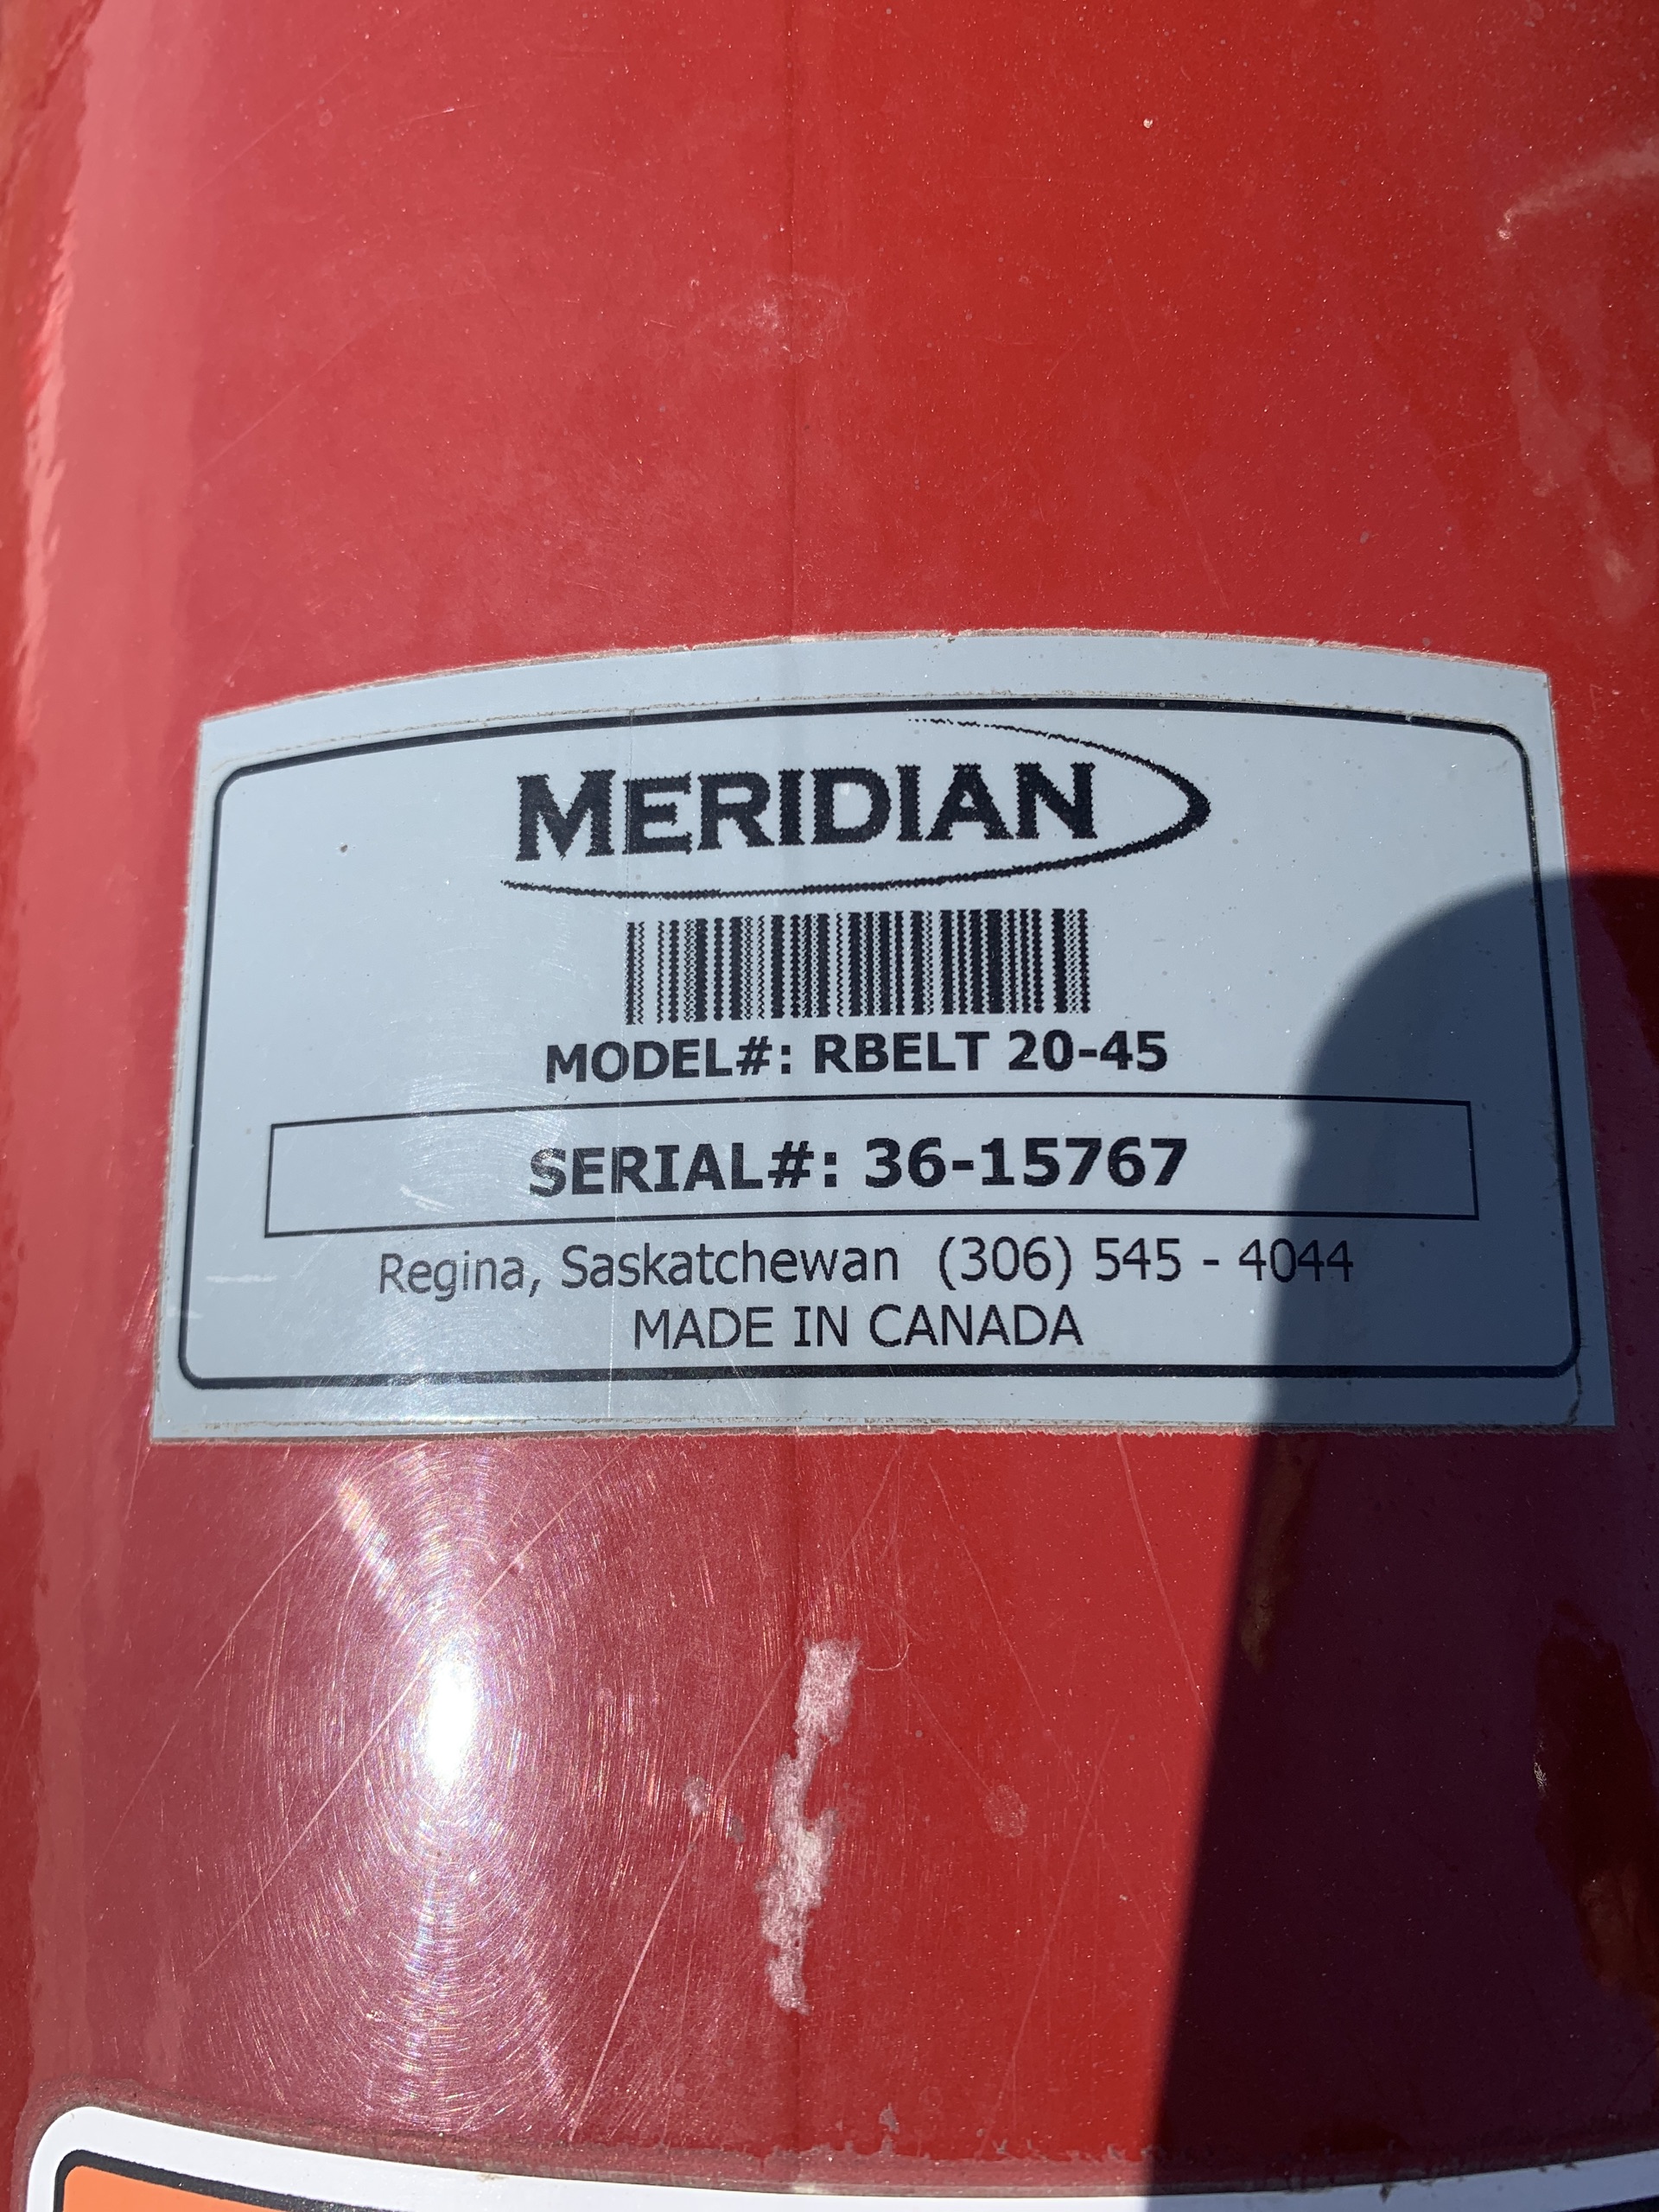 MERIDIAN
MODEL#: RBELT 20-45
SERIAL#: 36-15767
Regina, Saskatchewan (306) 545 - 4044
MADE IN CANADA